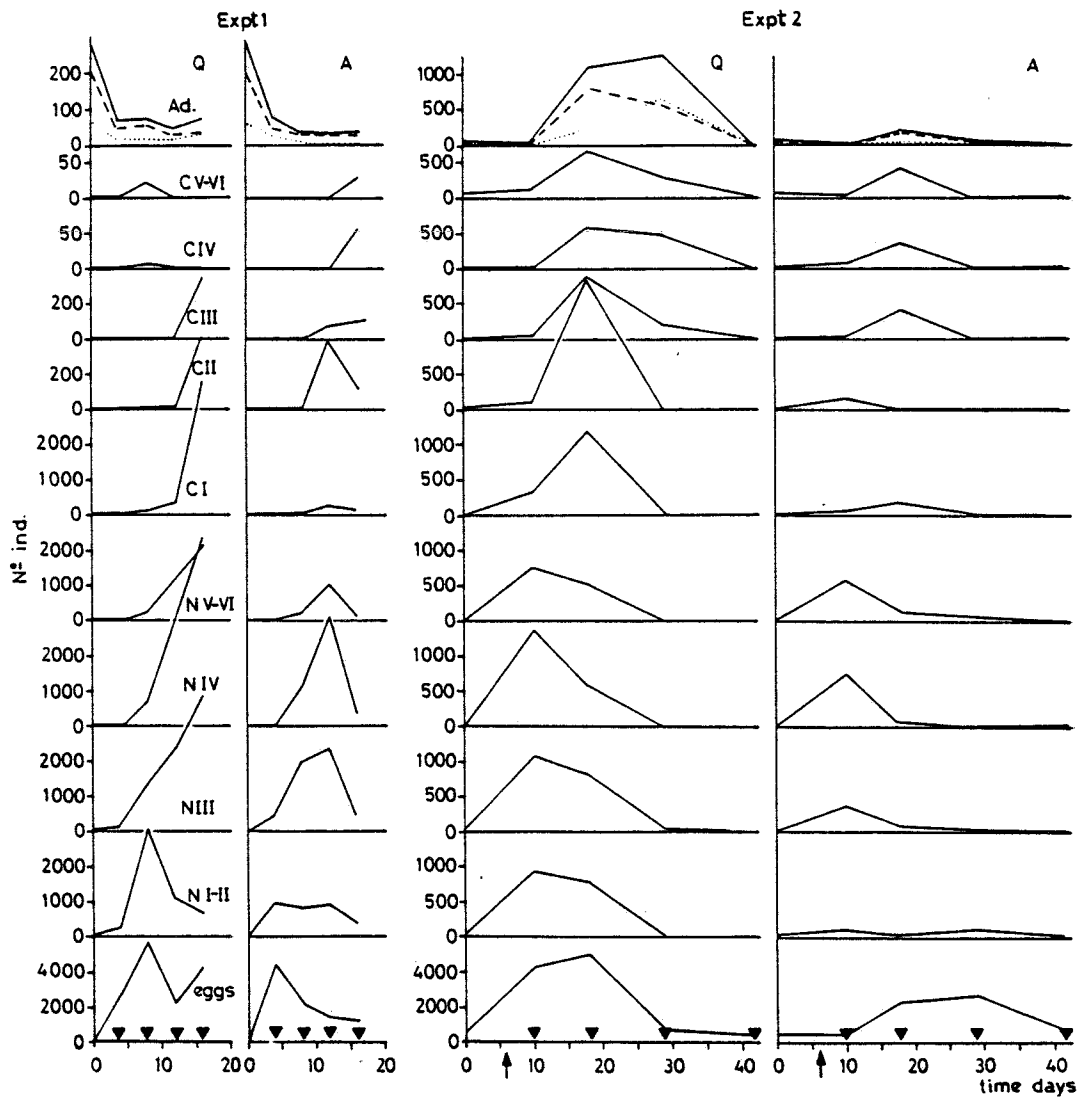 Expt 1 Expt 2
Q A Q A
200 1000
Ad.
100 500
0 0
50 CV-VI 500
0 0
50 CIV 500
0 0
200 CIII 500
0 0
200 CII 500
0 0
2000 1000
1000 CI 500
0 0
2000 1000
1000 NV-VI 500
0 0
2000 1000
1000 NIV 500
0 0
2000 1000
1000 NIII 500
0 0
2000 1000
1000 NI-II 500
0 0
4000 4000
2000 eggs 2000
0 0
0 10 20 0 10 20 0 10 20 30 40 0 10 20 30 40
time days
Nº ind.